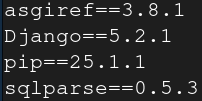 asgiref==3.8.1
Django==5.2.1
pip==25.1.1
sqlparse==0.5.3